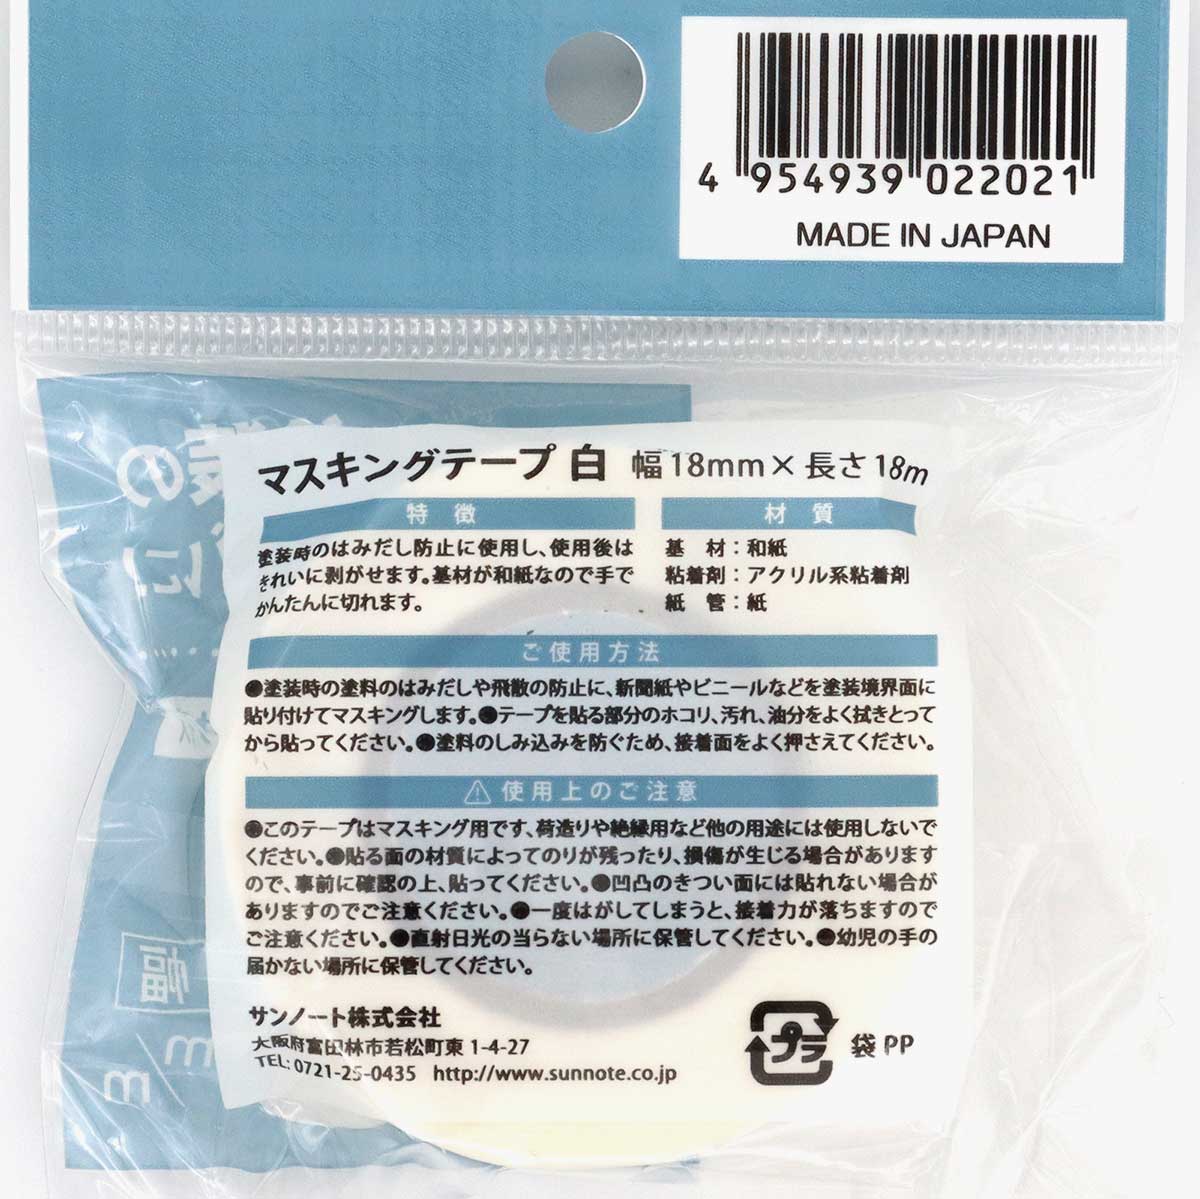 4 954939 022021
MADE IN JAPAN
マスキングテープ 白 幅18mm×長さ18m
特徴
塗装時のはみだし防止に使用し、使用後は
きれいに剥がせます。基材が和紙なので手で
かんたんに切れます。
材質
基 材：和紙
粘着剤：アクリル系粘着剤
紙 管：紙
ご使用方法
●塗装時の塗料のはみだしや飛散の防止に、新聞紙やビニールなどを塗装境界面に
貼り付けてマスキングします。●テープを貼る部分のホコリ、汚れ、油分をよく拭きとって
から貼ってください。●塗料のしみ込みを防ぐため、接着面をよく押さえてください。
⚠使用上のご注意
●このテープはマスキング用です、荷造りや絶縁用など他の用途には使用しないで
ください。●貼る面の材質によってのりが残ったり、損傷が生じる場合があります
ので、事前に確認の上、貼ってください。●凹凸のきつい面には貼れない場合が
ありますのでご注意ください。●一度はがしてしまうと、接着力が落ちますので
ご注意ください。●直射日光の当らない場所に保管してください。●幼児の手の
届かない場所に保管してください。
サンノート株式会社
大阪府富田林市若松町東 1-4-27
TEL: 0721-25-0435 http://www.sunnote.co.jp
プラ 袋 PP
幅
m
m